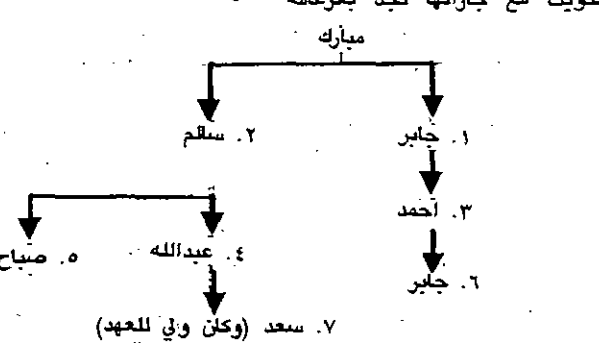 مبارك
١. جابر ٢. سالم
٣. احمد
٤. عبدالله ٥. صباح
٦. جابر
٧. سعد (وكان ولي للعهد)